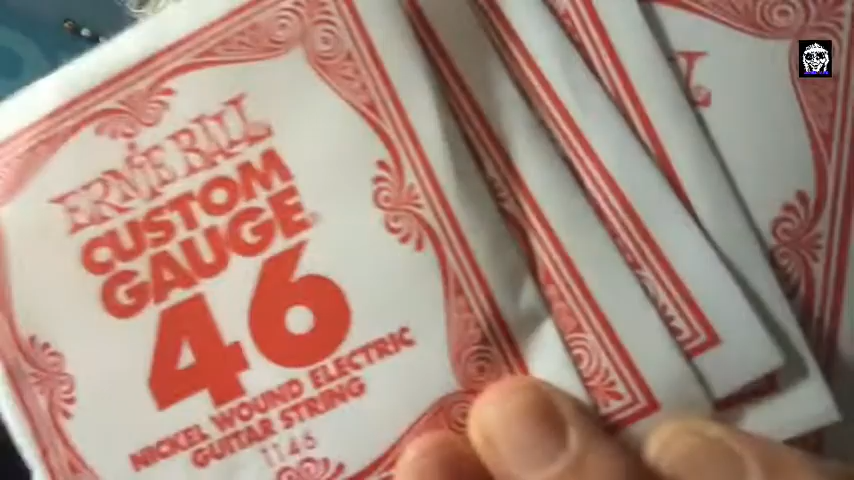 ERNIE BALL
CUSTOM
GAUGE
46
NICKEL WOUND ELECTRIC
GUITAR STRING
1146